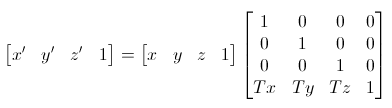 [x' y' z' 1] = [x y z 1] [1 0 0 0
0 1 0 0
0 0 1 0
Tx Ty Tz 1]